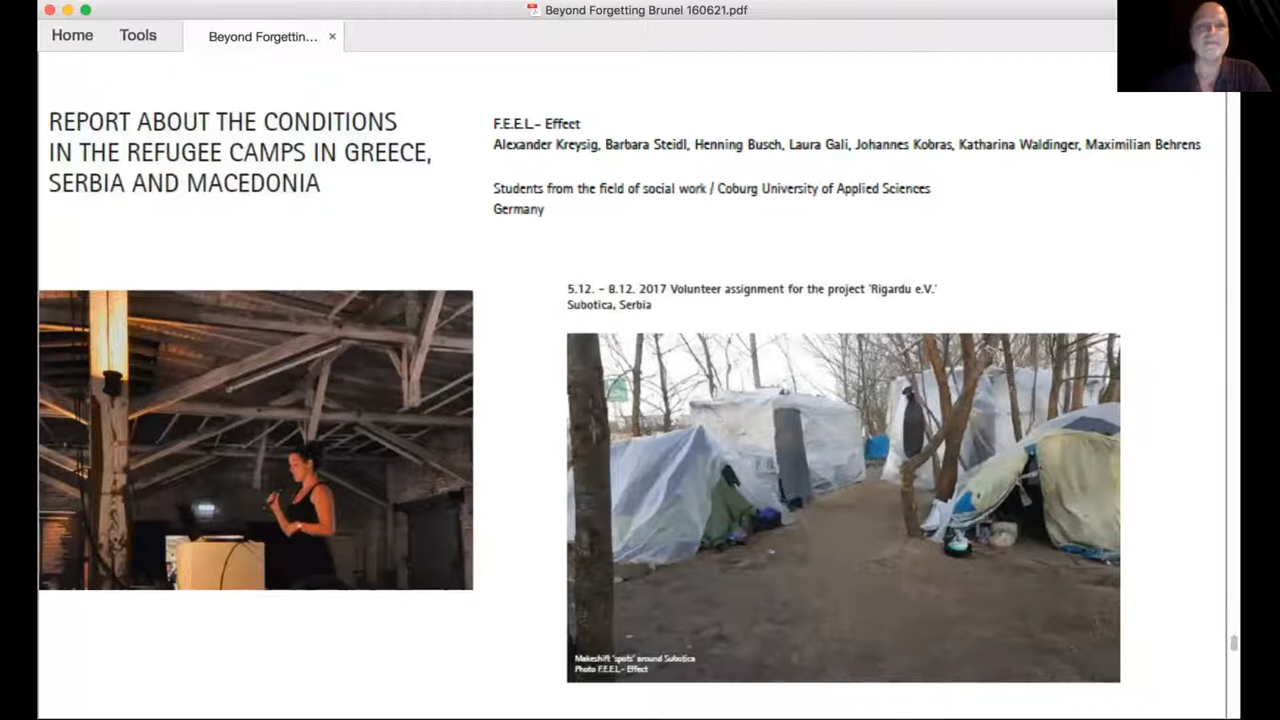 Beyond Forgetting Brunel 160621.pdf
Home
Tools
Beyond Forgettin...
×
REPORT ABOUT THE CONDITIONS
IN THE REFUGEE CAMPS IN GREECE,
SERBIA AND MACEDONIA
F.E.E.L.- Effect
Alexander Kreysig, Barbara Steidl, Henning Busch, Laura Gali, Johannes Kobras, Katharina Waldinger, Maximilian Behrens
Students from the field of social work / Coburg University of Applied Sciences
Germany
5.12. - 8.12. 2017 Volunteer assignment for the project 'Rigardu e.V.'
Subotica, Serbia
Makeshift 'spots' around Subotica
Photo F.E.E.L.- Effect